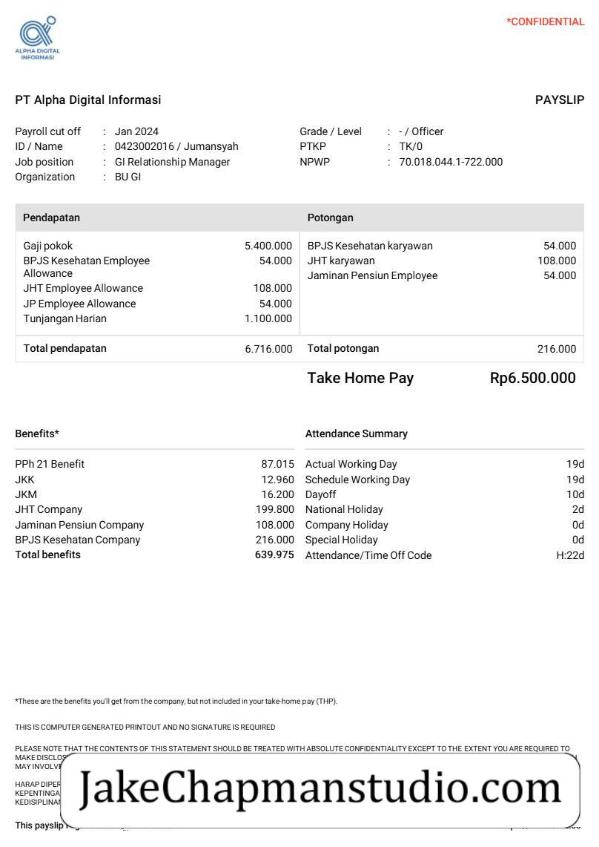 *CONFIDENTIAL
ALPHA DIGITAL
INFORMASI
PT Alpha Digital Informasi PAYSLIP
Payroll cut off : Jan 2024 Grade / Level : - / Officer
ID / Name : 0423002016 / Jumansyah PTKP : TK/0
Job position : GI Relationship Manager NPWP : 70.018.044.1-722.000
Organization : BU GI
Pendapatan Potongan
Gaji pokok 5.400.000 BPJS Kesehatan karyawan 54.000
BPJS Kesehatan Employee 54.000 JHT karyawan 108.000
Allowance Jaminan Pensiun Employee 54.000
JHT Employee Allowance 108.000
JP Employee Allowance 54.000
Tunjangan Harian 1.100.000
Total pendapatan 6.716.000 Total potongan 216.000
Take Home Pay Rp6.500.000
Benefits* Attendance Summary
PPh 21 Benefit 87.015 Actual Working Day 19d
JKK 12.960 Schedule Working Day 19d
JKM 16.200 Dayoff 10d
JHT Company 199.800 National Holiday 2d
Jaminan Pensiun Company 108.000 Company Holiday 0d
BPJS Kesehatan Company 216.000 Special Holiday 0d
Total benefits 639.975 Attendance/Time Off Code H:22d
*These are the benefits you'll get from the company, but not included in your take-home pay (THP).
THIS IS COMPUTER GENERATED PRINTOUT AND NO SIGNATURE IS REQUIRED
PLEASE NOTE THAT THE CONTENTS OF THIS STATEMENT SHOULD BE TREATED WITH ABSOLUTE CONFIDENTIALITY EXCEPT TO THE EXTENT YOU ARE REQUIRED TO
MAKE
MAY
HARAP
JakeChapmanstudio.com
This payslip